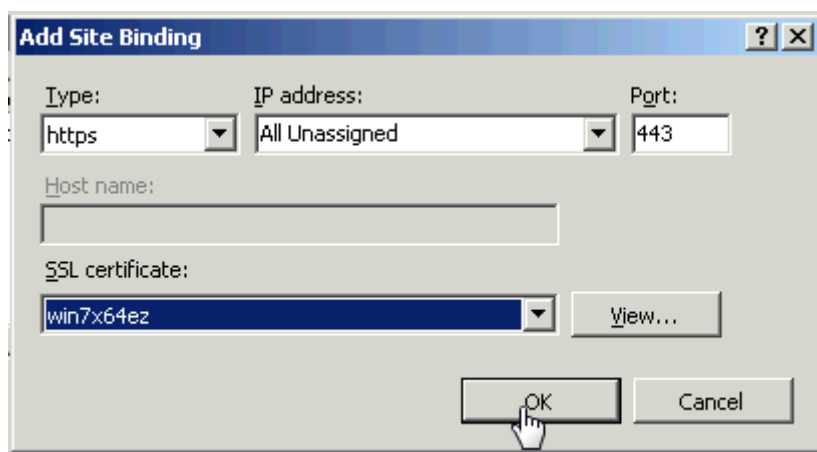 Add Site Binding
Type: IP address: Port:
https All Unassigned 443
Host name:
SSL certificate:
win7x64ez View...
OK Cancel